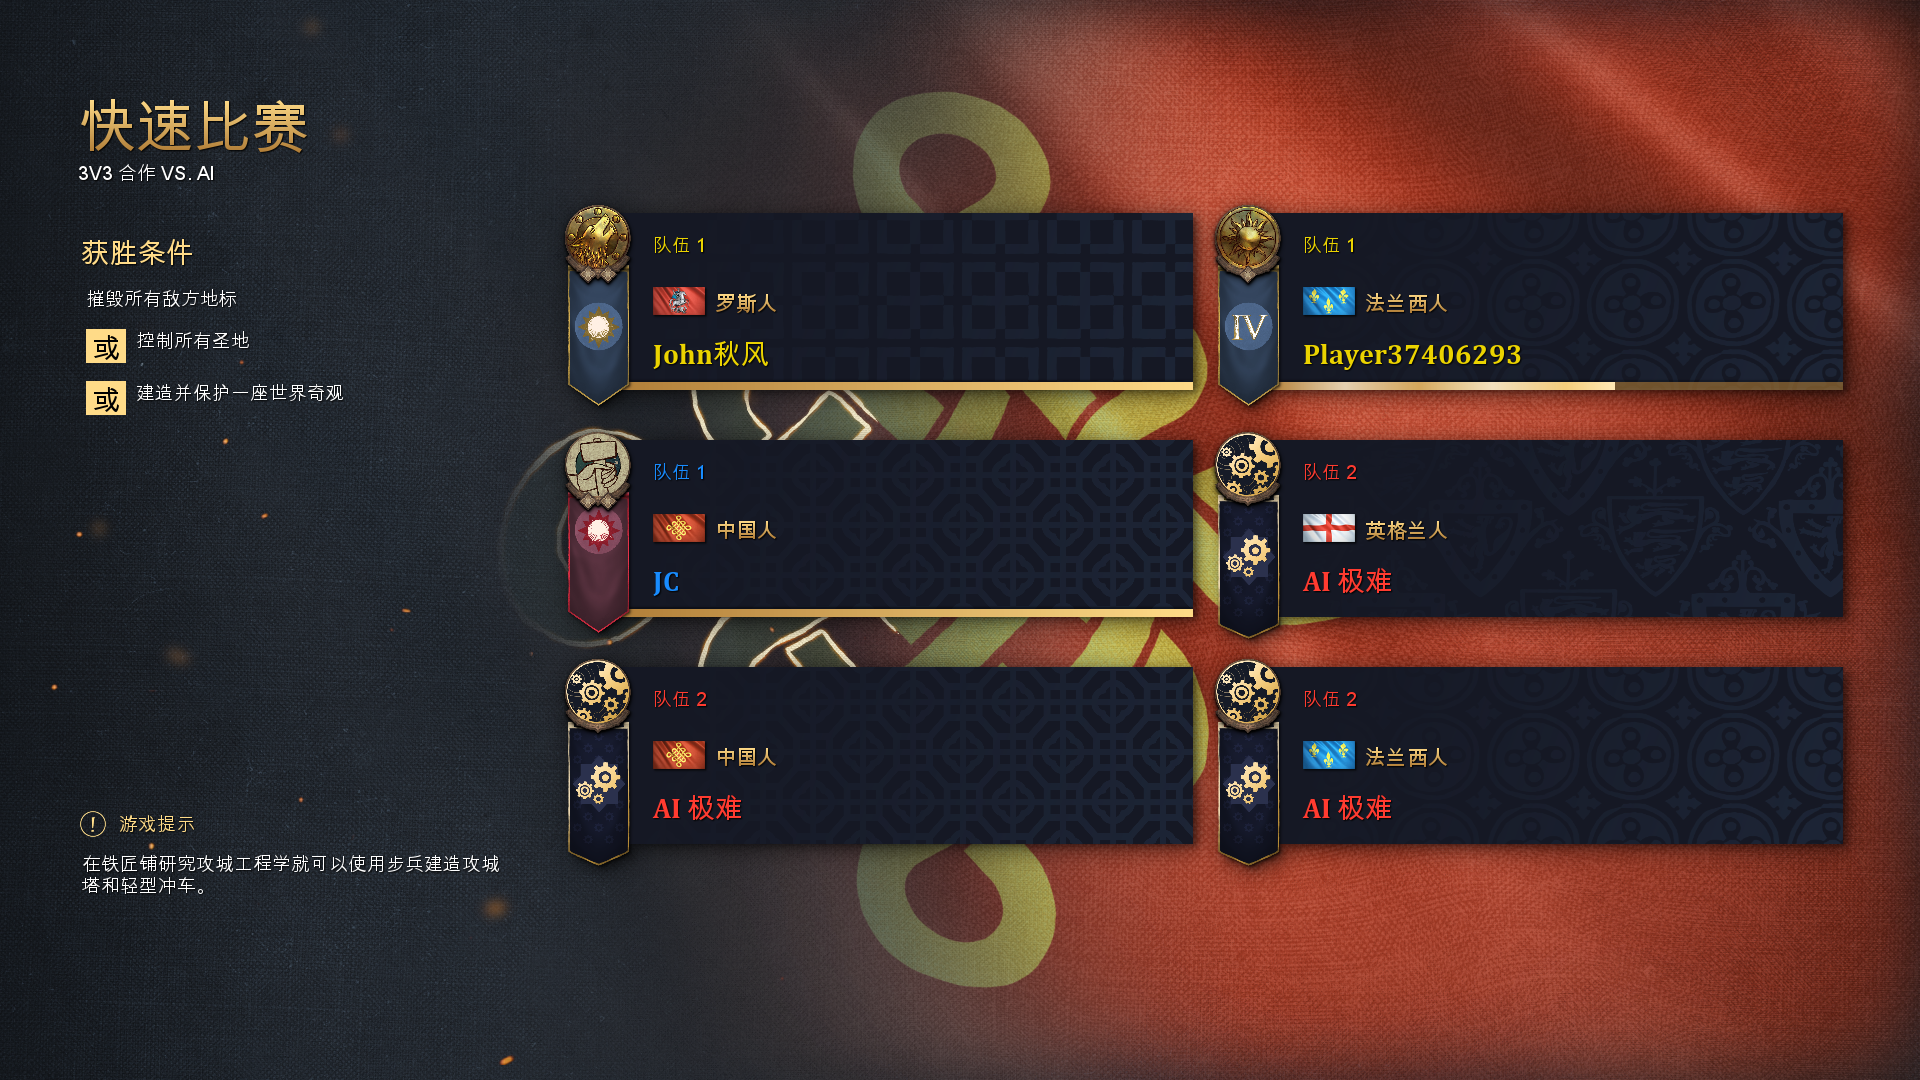 快速比赛
3V3 合作 VS. AI
获胜条件
摧毁所有敌方地标
或 控制所有圣地
或 建造并保护一座世界奇观
! 游戏提示
在铁匠铺研究攻城工程学就可以使用步兵建造攻城
塔和轻型冲车。
队伍 1
罗斯人
John秋风
队伍 1
IV
法兰西人
Player37406293
队伍 1
中国人
JC
队伍 2
英格兰人
AI 极难
队伍 2
中国人
AI 极难
队伍 2
法兰西人
AI 极难